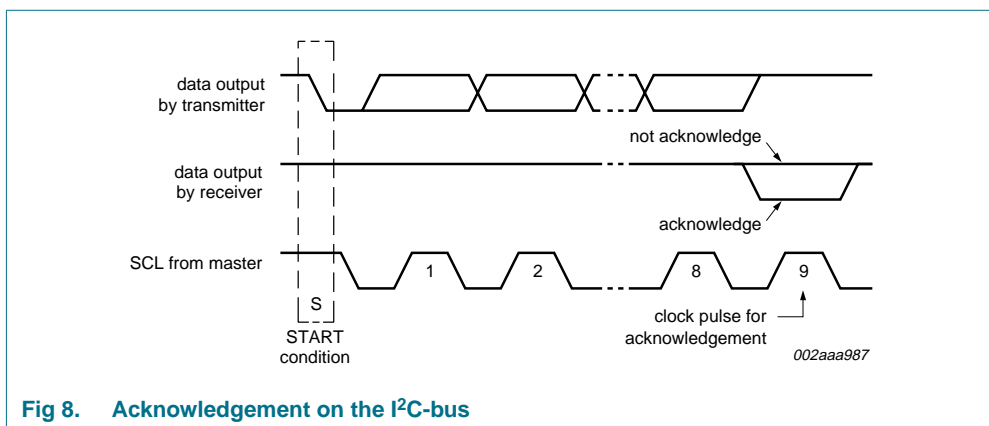 data output
by transmitter
not acknowledge
data output
by receiver
acknowledge
SCL from master
1
2
8
9
S
START
condition
clock pulse for
acknowledgement
002aaa987
Fig 8. Acknowledgement on the I²C-bus